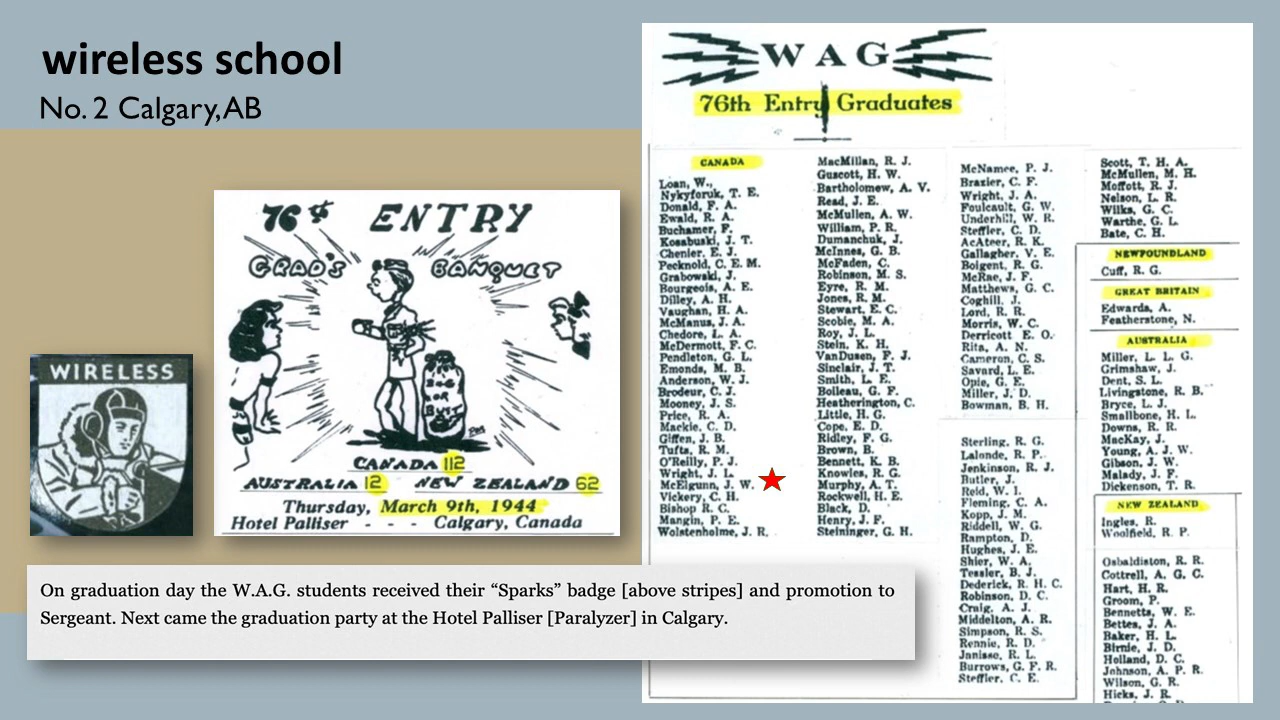 wireless school
No. 2 Calgary,AB
WIRELESS
76th ENTRY
GRAD'S BANQUET
CANADA 112
AUSTRALIA 12 NEW ZEALAND 62
Thursday, March 9th, 1944
Hotel Palliser - - - Calgary, Canada
On graduation day the W.A.G. students received their “Sparks” badge [above stripes] and promotion to
Sergeant. Next came the graduation party at the Hotel Palliser [Paralyzer] in Calgary.
WAG
76th Entry Graduates
CANADA
Loan, W.,
Nykyforuk, T. E.
Donald, F. A.
Ewald, R. A.
Buchamer, F.
Kosabuski, J. T.
Chenier. E. J.
Pecknold, C. E. M.
Grabowski, J.
Bourgeois, A. E.
Dilley, A. H.
Vaughan, H. A.
McManus, J. A.
Chedore, L. A.
McDermott, F. C.
Pendleton, G. L.
Emonds, M. B.
Anderson, W. J.
Brodeur, C. J.
Mooney, J. S.
Price, R. A.
Mackie, C. D.
Giffen, J. B.
Tufts, R. M.
O'Reilly, P. J.
Wright, J. L.
McElgunn, J. W.
Vickery, C. H.
Bishop R. C.
Mangin, P. E.
Wolstenholme, J. R.
MacMillan, R. J.
Guscott, H. W.
Bartholomew, A. V.
Read, J. E.
McMullen, A. W.
William, P. R.
Dumanchuk, J.
McInnes, G. B.
McFaden, C.
Robinson, M. S.
Eyre, R. M.
Jones, R. M.
Stewart, E. C.
Scobie, M. A.
Roy, J. L.
Stein, K. H.
VanDusen, F. J.
Sinclair, J. T.
Smith, L. E.
Boileau, G. F.
Heatherington, C.
Little, H. G.
Cope, E. D.
Ridley, F. G.
Brown, B.
Bennett, K. B.
Knowles, R. G.
Murphy, A. T.
Rockwell, H. E.
Black, D.
Henry, J. F.
Steininger, G. H.
McNamee, P. J.
Brazier, C. F.
Wright, J. A.
Foulcault, G. W.
Underhill, W. R.
Steffler, C. D.
AcAteer, R. K.
Gallagher, V. E.
Boigent, R. G.
McRae, J. F.
Matthews, G. C.
Coghill, J.
Lord, R. R.
Morris, W. C.
Derricott E. O.
Rita, A. N.
Cameron, C. S.
Savard, L. E.
Opie, G. E.
Miller, J. D.
Bowman, B. H.
Sterling, R. G.
Lalonde, R. P.
Jenkinson, R. J.
Butler, J.
Reid, W. I.
Fleming, C. A.
Kopp, J. M.
Riddell, W. G.
Rampton, D.
Hughes, J. E.
Shier, W. A.
Tessler, B. J.
Dederick, R. H. C.
Robinson, D. C.
Craig, A. J.
Middelton, A. R.
Simpson, R. S.
Rennie, R. D.
Janisse, R. L.
Burrows, G. F. R.
Steffler, C. E.
Scott, T. H. A.
McMullen, M. H.
Moffott, R. J.
Nelson, L. R.
Wilks, G. C.
Warthe, G. L.
Bate, C. H.
NEWFOUNDLAND
Cuff, R. G.
GREAT BRITAIN
Edwards, A.
Featherstone, N.
AUSTRALIA
Miller, L. L. G.
Grimshaw, J.
Dent, S. L.
Livingstone, R. B.
Bryce, L. J.
Smallbone, H. L.
Downs, R. R.
MacKay, J.
Young, A. J. W.
Gibson, J. W.
Malady, J. F.
Dickenson, T. R.
NEW ZEALAND
Ingles, R.
Woolfield, R. P.
Osbaldiston, R. R.
Cottrell, A. G. C.
Hart, H. R.
Groom, P.
Bennetts, W. E.
Bettes, J. A.
Baker, H. L.
Birnie, J. D.
Holland, D. C.
Johnson, A. P. R.
Wilson, G. R.
Hicks, J. R.